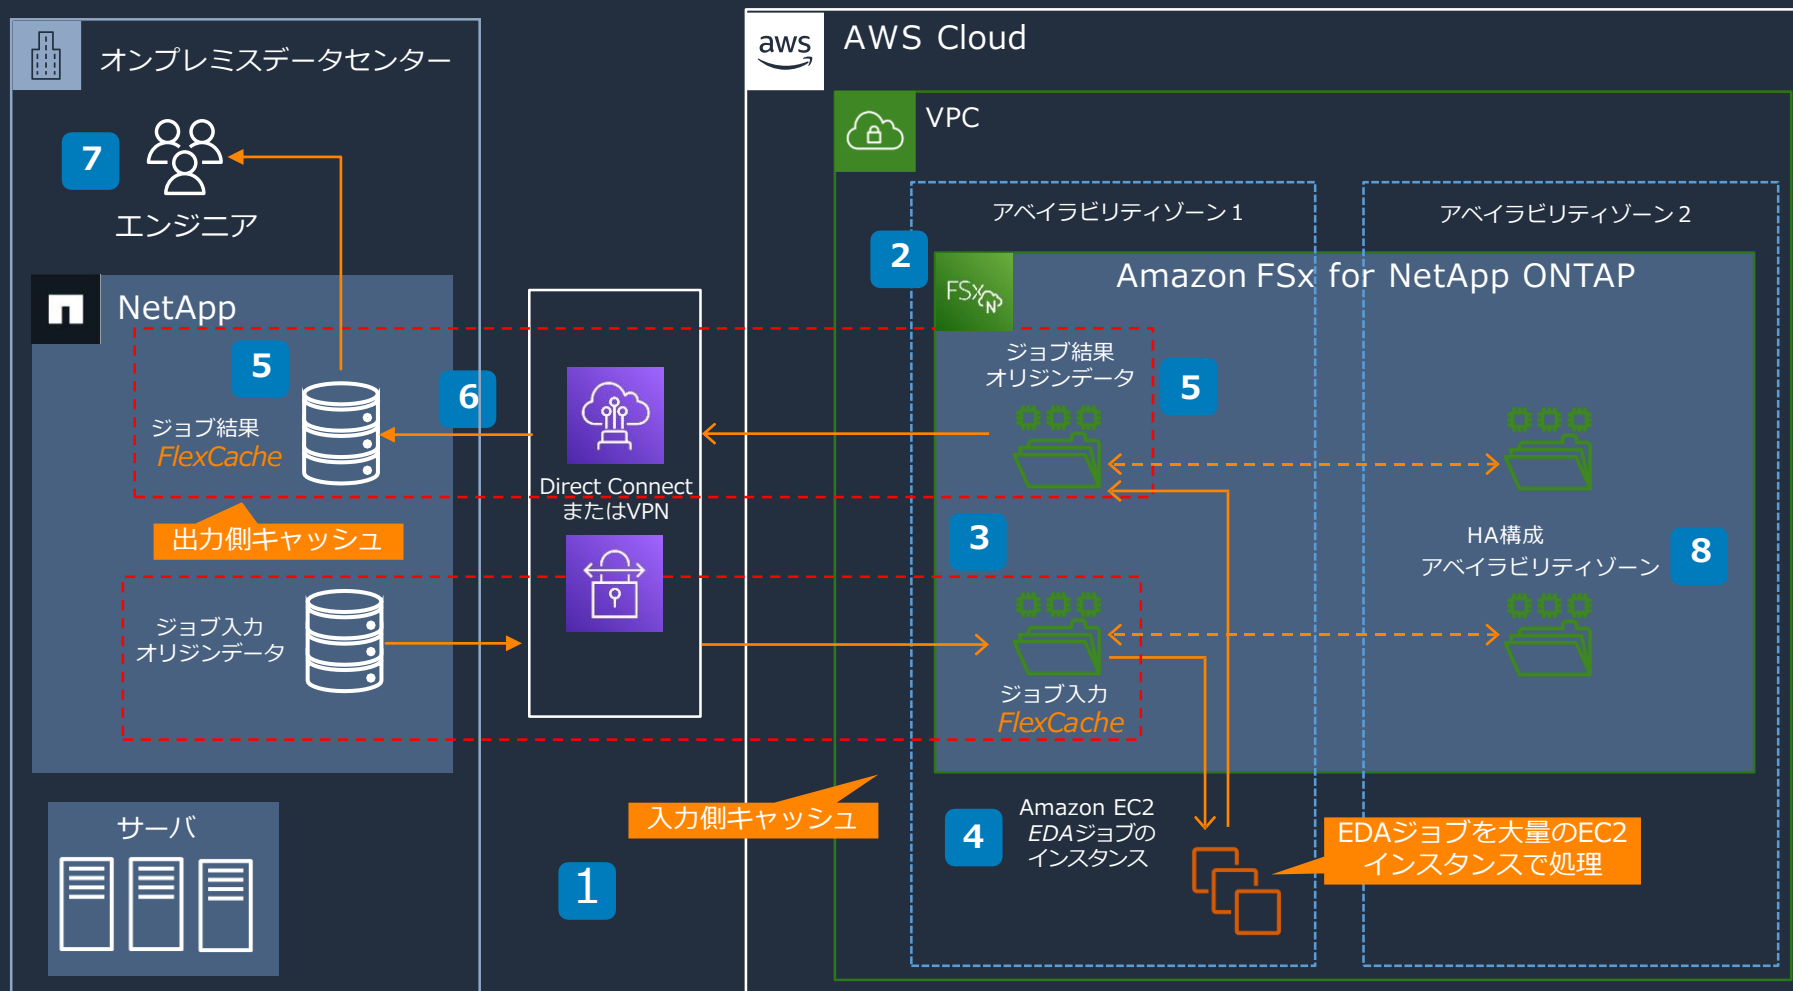 オンプレミスデータセンター
7
エンジニア
NetApp
5
ジョブ結果
FlexCache
6
出力側キャッシュ
ジョブ入力
オリジンデータ
サーバ
Direct Connect
またはVPN
入力側キャッシュ
1
aws
AWS Cloud
VPC
アベイラビリティゾーン１
アベイラビリティゾーン２
2
FSx
N
Amazon FSx for NetApp ONTAP
ジョブ結果
オリジンデータ
5
3
HA構成
アベイラビリティゾーン
8
ジョブ入力
FlexCache
4
Amazon EC2
EDAジョブの
インスタンス
EDAジョブを大量のEC2
インスタンスで処理